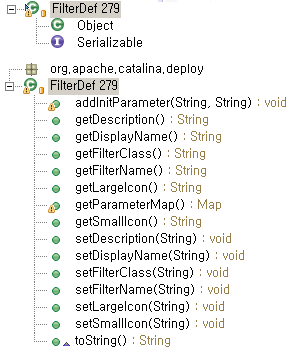 FilterDef 279
Object
Serializable
org,apache,catalina,deploy
FilterDef 279
addInitParameter(String, String) : void
getDescription() : String
getDisplayName() : String
getFilterClass() : String
getFilterName() : String
getLargeIcon() : String
getParameterMap() : Map
getSmallIcon() : String
setDescription(String) : void
setDisplayName(String) : void
setFilterClass(String) : void
setFilterName(String) : void
setLargeIcon(String) : void
setSmallIcon(String) : void
toString() : String